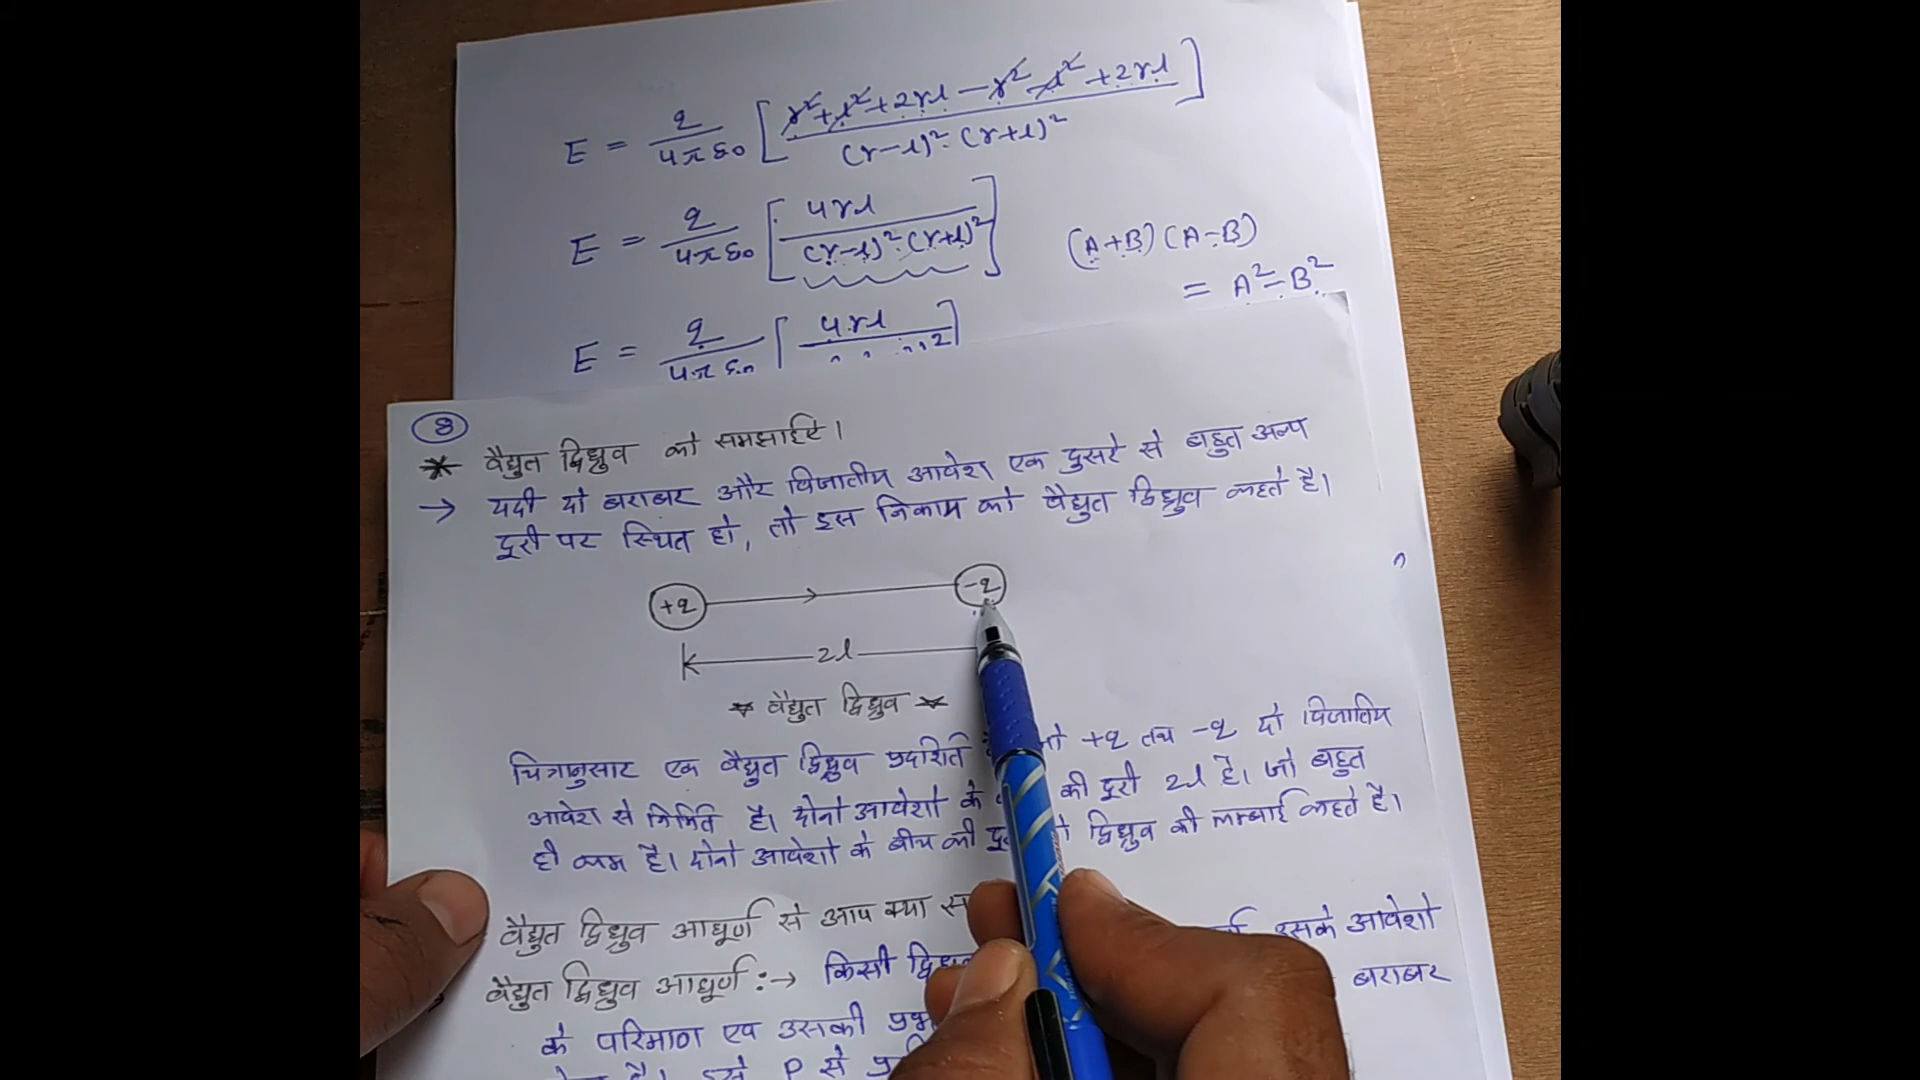 E = q/4πε0 [ r²+l²+2rl-r²-l²+2rl / (r-l)²·(r+l)² ]
E = q/4πε0 [ 4rl / (r-l)²·(r+l)² ]
(A+B)(A-B)
= A²-B²
E = q/4πε0 [ 4rl / ]
8
* वैद्युत द्विध्रुव को समझाईए।
→ यदी दो बराबर और विजातीय आवेश एक दुसरे से बहुत अल्प
दूरी पर स्थित हो, तो इस निकाय को वैद्युत द्विध्रुव कहते है।
+q -q
2l
* वैद्युत द्विध्रुव *
चित्रानुसार एक वैद्युत द्विध्रुव प्रदर्शित +q तथा -q दो विजातिय
आवेश से निर्मित है। दोनो आवेशो के की दूरी 2l है। जो बहुत
ही कम है। दोनो आवेशो के बीच की द्विध्रुव की लम्बाई कहते है।
वैद्युत द्विध्रुव आघूर्ण से आप क्या
वैद्युत द्विध्रुव आघूर्ण :→ किसी उसके आवेशो
के परिमाण एव उसकी बराबर
P से